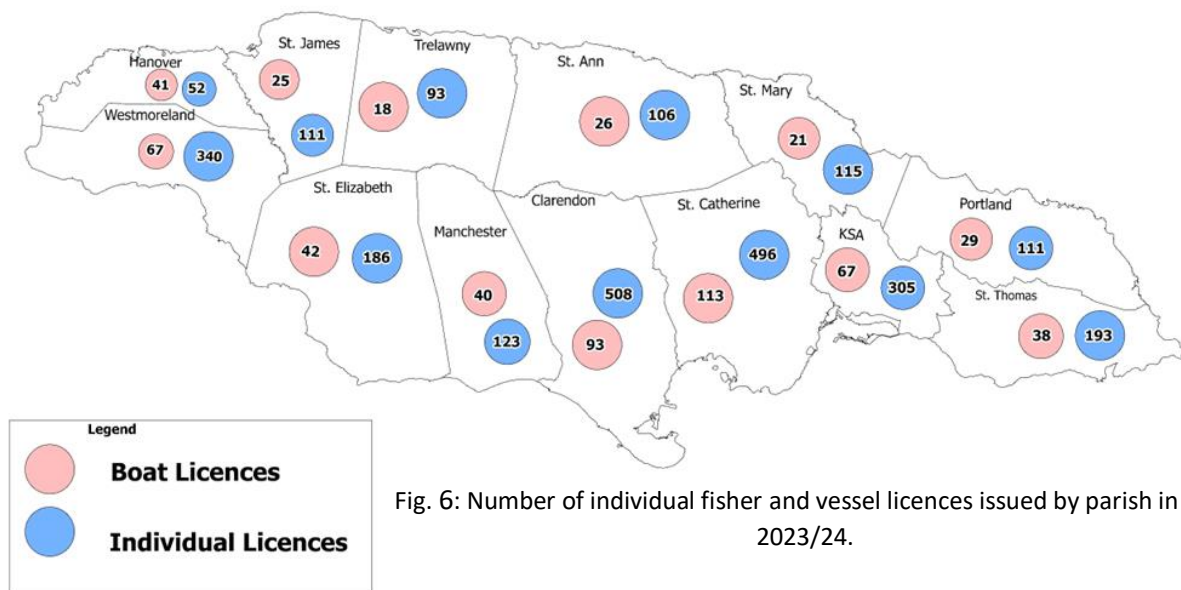 St. James
Trelawny
St. Ann
Hanover
41
52
25
18
93
26
106
St. Mary
21
Westmoreland
67
340
111
115
St. Elizabeth
42
186
Manchester
40
123
Clarendon
508
93
St. Catherine
496
113
KSA
67
305
Portland
29
111
St. Thomas
38
193
Legend
Boat Licences
Individual Licences
Fig. 6: Number of individual fisher and vessel licences issued by parish in
2023/24.